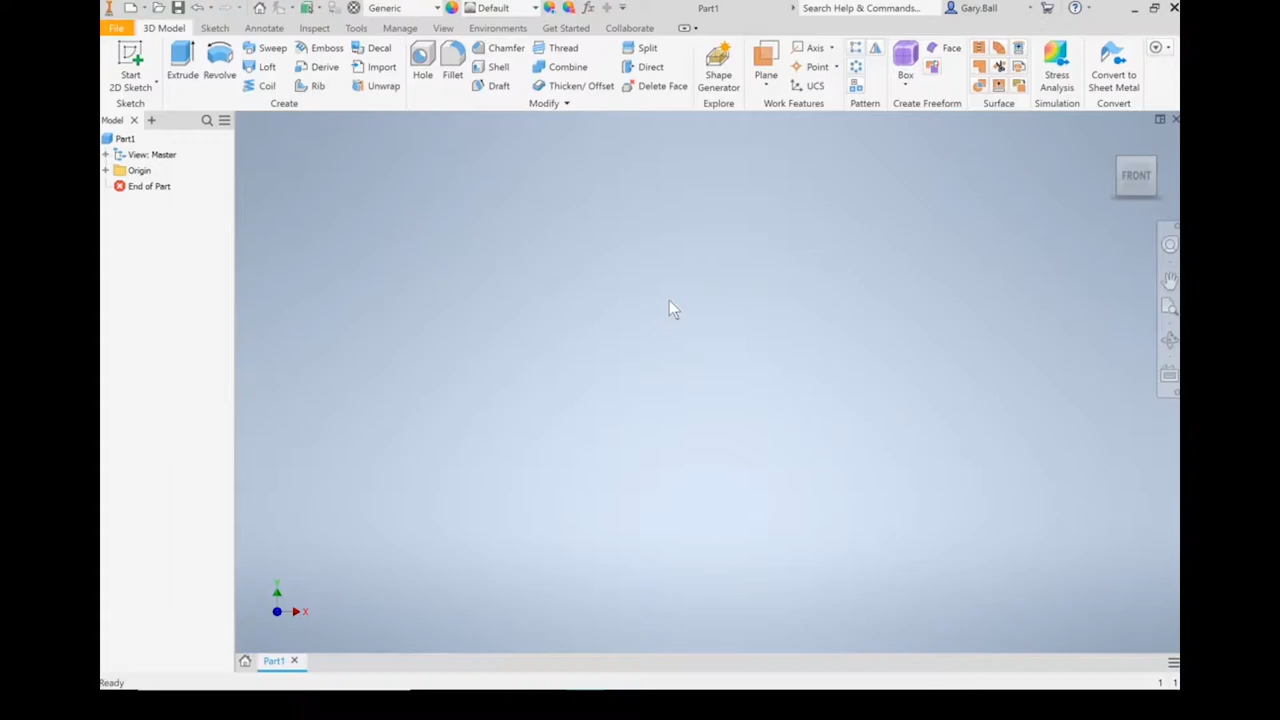 Generic Default Part1 Search Help & Commands... Gary.Ball
File 3D Model Sketch Annotate Inspect Tools Manage View Environments Get Started Collaborate
Start 2D Sketch
Extrude
Revolve
Sweep Emboss Decal
Loft Derive Import
Coil Rib Unwrap
Hole
Fillet
Chamfer Thread Split
Shell Combine Direct
Draft Thicken/ Offset Delete Face
Shape Generator
Plane
Axis
Point
UCS
Box
Face
Stress Analysis
Convert to Sheet Metal
Sketch Create Modify Explore Work Features Pattern Create Freeform Surface Simulation Convert
Model
Part1
View: Master
Origin
End of Part
FRONT
Y
X
Part1
Ready 1 1